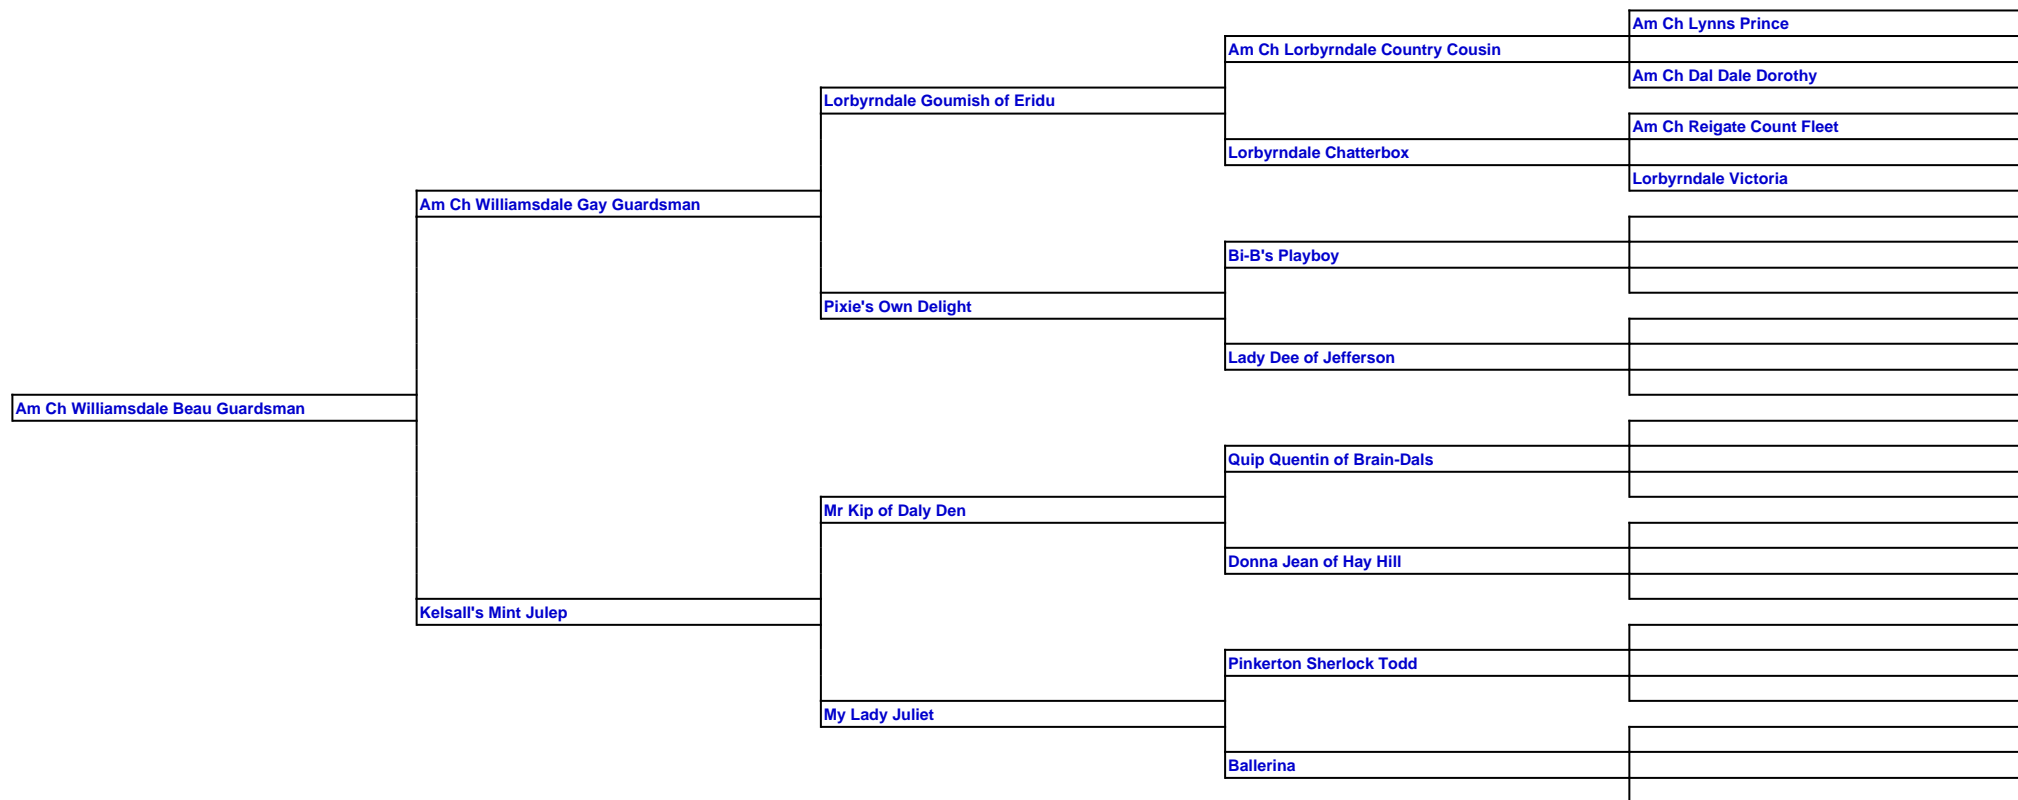 Am Ch Lynns Prince
Am Ch Lorbyrndale Country Cousin
Am Ch Dal Dale Dorothy
Lorbyrndale Goumish of Eridu
Am Ch Reigate Count Fleet
Lorbyrndale Chatterbox
Lorbyrndale Victoria
Am Ch Williamsdale Gay Guardsman
Bi-B's Playboy
Pixie's Own Delight
Lady Dee of Jefferson
Am Ch Williamsdale Beau Guardsman
Quip Quentin of Brain-Dals
Mr Kip of Daly Den
Donna Jean of Hay Hill
Kelsall's Mint Julep
Pinkerton Sherlock Todd
My Lady Juliet
Ballerina